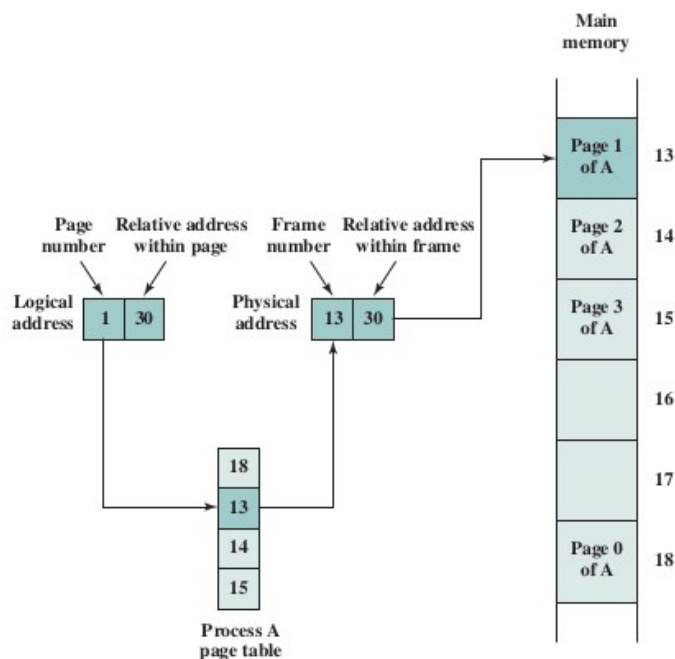 Main
memory
Page 1
of A
13
Page 2
of A
14
Page 3
of A
15
16
17
Page 0
of A
18
Page
number
Relative address
within page
Logical
address
1
30
Frame
number
Relative address
within frame
Physical
address
13
30
18
13
14
15
Process A
page table